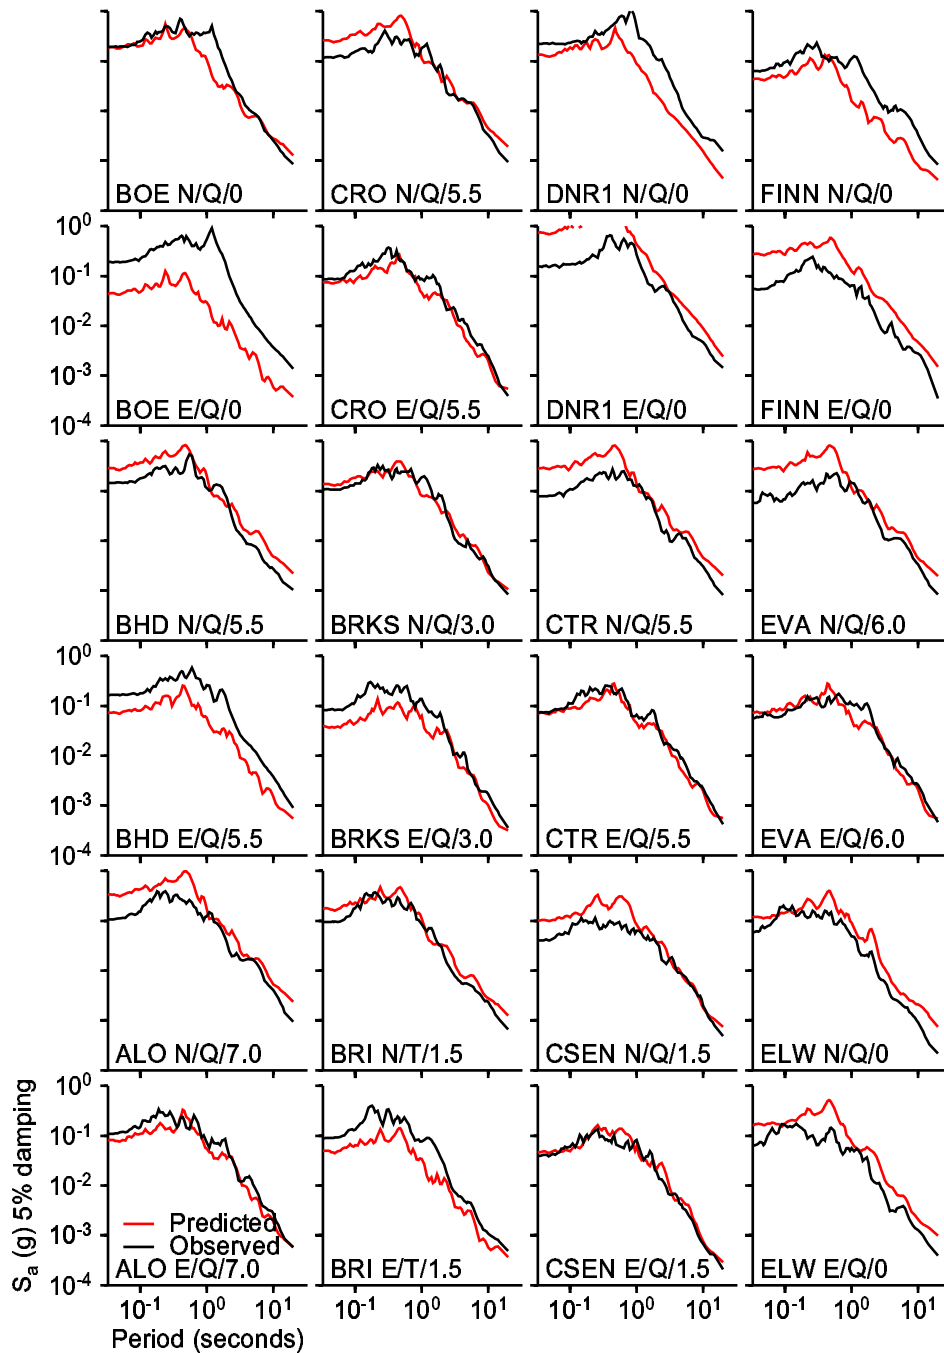 BOE N/Q/0 CRO N/Q/5.5 DNR1 N/Q/0 FINN N/Q/0
10^0
10^-1
10^-2
10^-3
10^-4
BOE E/Q/0 CRO E/Q/5.5 DNR1 E/Q/0 FINN E/Q/0
BHD N/Q/5.5 BRKS N/Q/3.0 CTR N/Q/5.5 EVA N/Q/6.0
10^0
10^-1
10^-2
10^-3
10^-4
BHD E/Q/5.5 BRKS E/Q/3.0 CTR E/Q/5.5 EVA E/Q/6.0
ALO N/Q/7.0 BRI N/T/1.5 CSEN N/Q/1.5 ELW N/Q/0
S_a (g) 5% damping
10^0
10^-1
10^-2
10^-3
10^-4
Predicted
Observed
ALO E/Q/7.0 BRI E/T/1.5 CSEN E/Q/1.5 ELW E/Q/0
10^-1 10^0 10^1 10^-1 10^0 10^1 10^-1 10^0 10^1 10^-1 10^0 10^1
Period (seconds)